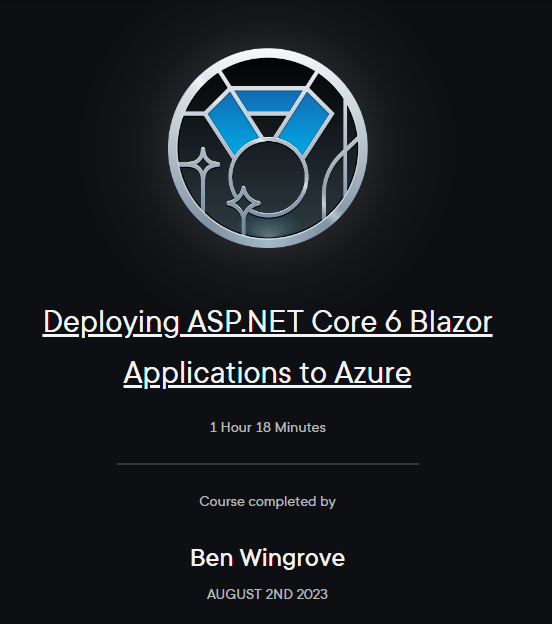 Deploying ASP.NET Core 6 Blazor
Applications to Azure
1 Hour 18 Minutes
Course completed by
Ben Wingrove
AUGUST 2ND 2023